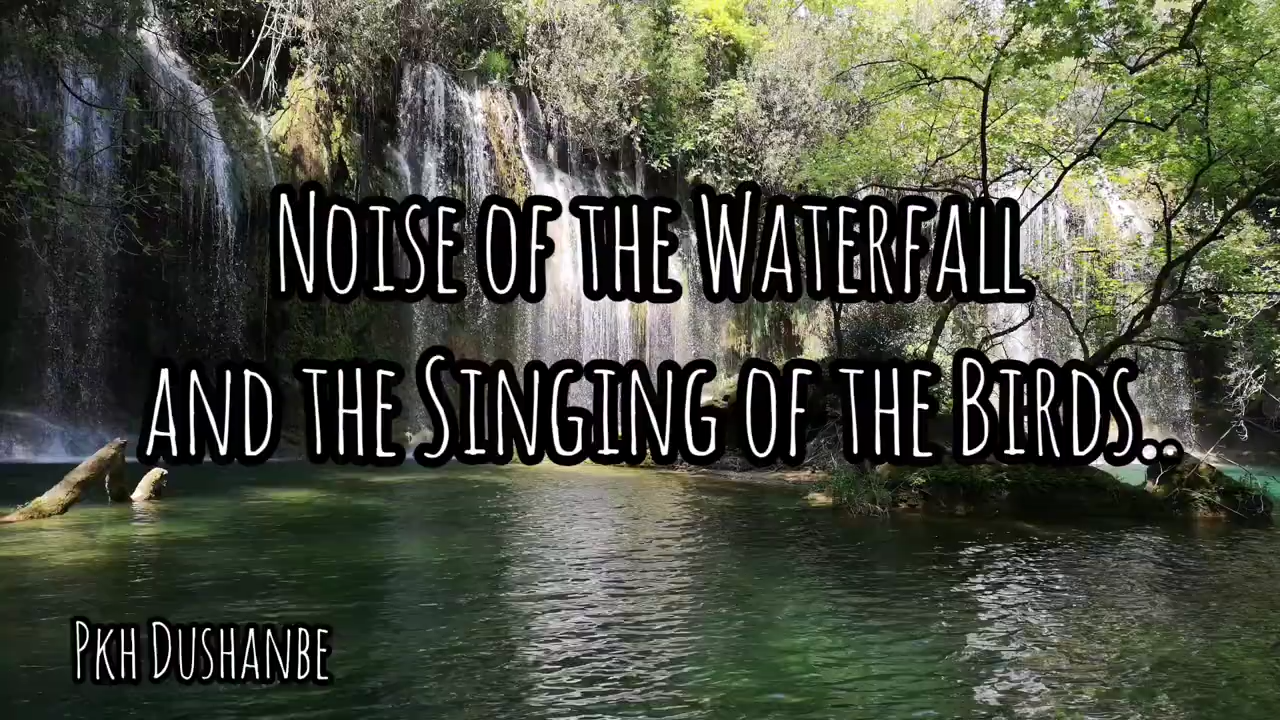 Noise of the Waterfall
and the Singing of the Birds..
Pkh Dushanbe